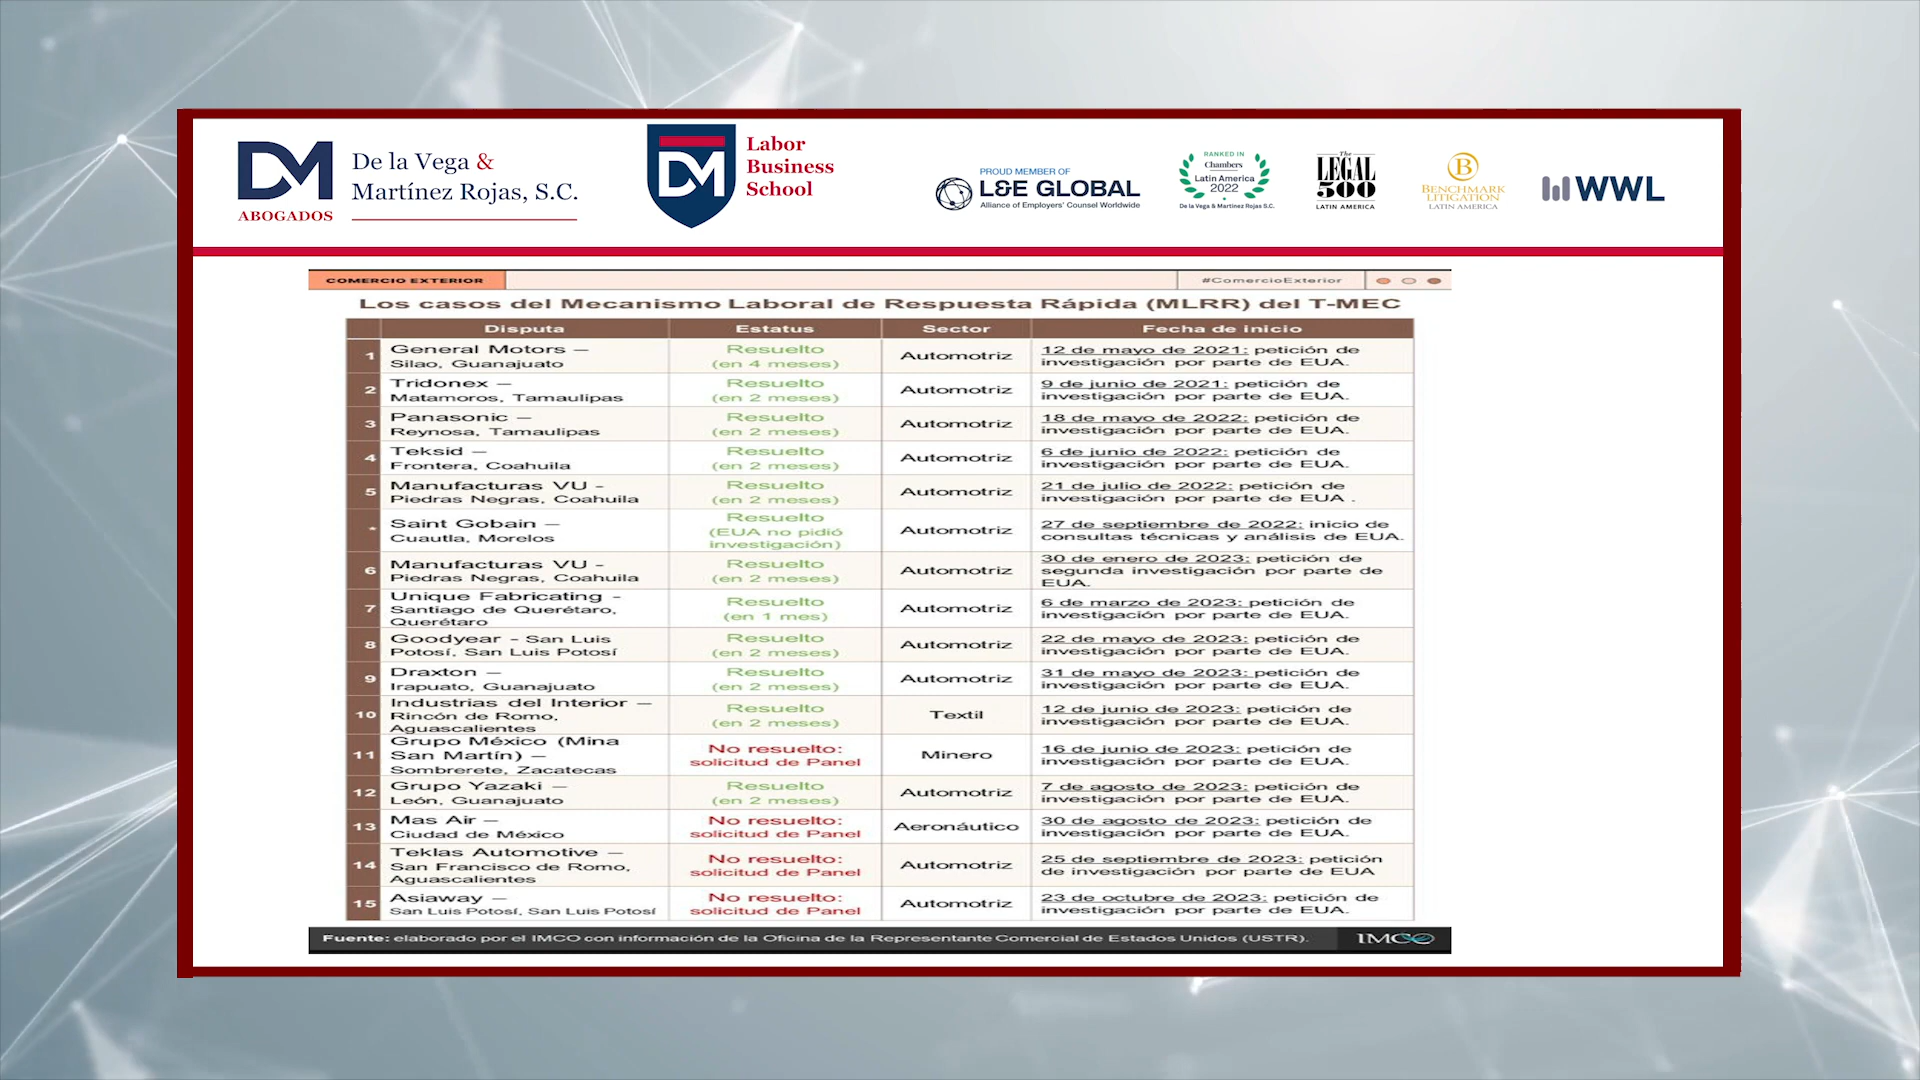 DM
ABOGADOS
De la Vega &
Martínez Rojas, S.C.
DM
Labor
Business
School
PROUD MEMBER OF
L&E GLOBAL
Alliance of Employers' Counsel Worldwide
RANKED IN
Chambers
Latin America
2022
De la Vega & Martínez Rojas S.C.
The
LEGAL
500
LATIN AMERICA
B
BENCHMARK
LITIGATION
LATIN AMERICA
WWL
COMERCIO EXTERIOR
#ComercioExterior
Los casos del Mecanismo Laboral de Respuesta Rápida (MLRR) del T-MEC
Disputa Estatus Sector Fecha de inicio
1
General Motors —
Silao, Guanajuato
Resuelto
(en 4 meses)
Automotriz
12 de mayo de 2021: petición de
investigación por parte de EUA.
2
Tridonex —
Matamoros, Tamaulipas
Resuelto
(en 2 meses)
Automotriz
9 de junio de 2021: petición de
investigación por parte de EUA.
3
Panasonic —
Reynosa, Tamaulipas
Resuelto
(en 2 meses)
Automotriz
18 de mayo de 2022: petición de
investigación por parte de EUA.
4
Teksid —
Frontera, Coahuila
Resuelto
(en 2 meses)
Automotriz
6 de junio de 2022: petición de
investigación por parte de EUA.
5
Manufacturas VU -
Piedras Negras, Coahuila
Resuelto
(en 2 meses)
Automotriz
21 de julio de 2022: petición de
investigación por parte de EUA .
*
Saint Gobain —
Cuautla, Morelos
Resuelto
(EUA no pidió
investigación)
Automotriz
27 de septiembre de 2022: inicio de
consultas técnicas y análisis de EUA.
6
Manufacturas VU -
Piedras Negras, Coahuila
Resuelto
(en 2 meses)
Automotriz
30 de enero de 2023: petición de
segunda investigación por parte de
EUA.
7
Unique Fabricating -
Santiago de Querétaro,
Querétaro
Resuelto
(en 1 mes)
Automotriz
6 de marzo de 2023: petición de
investigación por parte de EUA.
8
Goodyear - San Luis
Potosí, San Luis Potosí
Resuelto
(en 2 meses)
Automotriz
22 de mayo de 2023: petición de
investigación por parte de EUA.
9
Draxton —
Irapuato, Guanajuato
Resuelto
(en 2 meses)
Automotriz
31 de mayo de 2023: petición de
investigación por parte de EUA.
10
Industrias del Interior —
Rincón de Romo,
Aguascalientes
Resuelto
(en 2 meses)
Textil
12 de junio de 2023: petición de
investigación por parte de EUA.
11
Grupo México (Mina
San Martín) —
Sombrerete, Zacatecas
No resuelto:
solicitud de Panel
Minero
16 de junio de 2023: petición de
investigación por parte de EUA.
12
Grupo Yazaki —
León, Guanajuato
Resuelto
(en 2 meses)
Automotriz
7 de agosto de 2023: petición de
investigación por parte de EUA.
13
Mas Air —
Ciudad de México
No resuelto:
solicitud de Panel
Aeronáutico
30 de agosto de 2023: petición de
investigación por parte de EUA.
14
Teklas Automotive —
San Francisco de Romo,
Aguascalientes
No resuelto:
solicitud de Panel
Automotriz
25 de septiembre de 2023: petición
de investigación por parte de EUA
15
Asiaway —
San Luis Potosí, San Luis Potosí
No resuelto:
solicitud de Panel
Automotriz
23 de octubre de 2023: petición de
investigación por parte de EUA.
Fuente: elaborado por el IMCO con información de la Oficina de la Representante Comercial de Estados Unidos (USTR).
IMCO